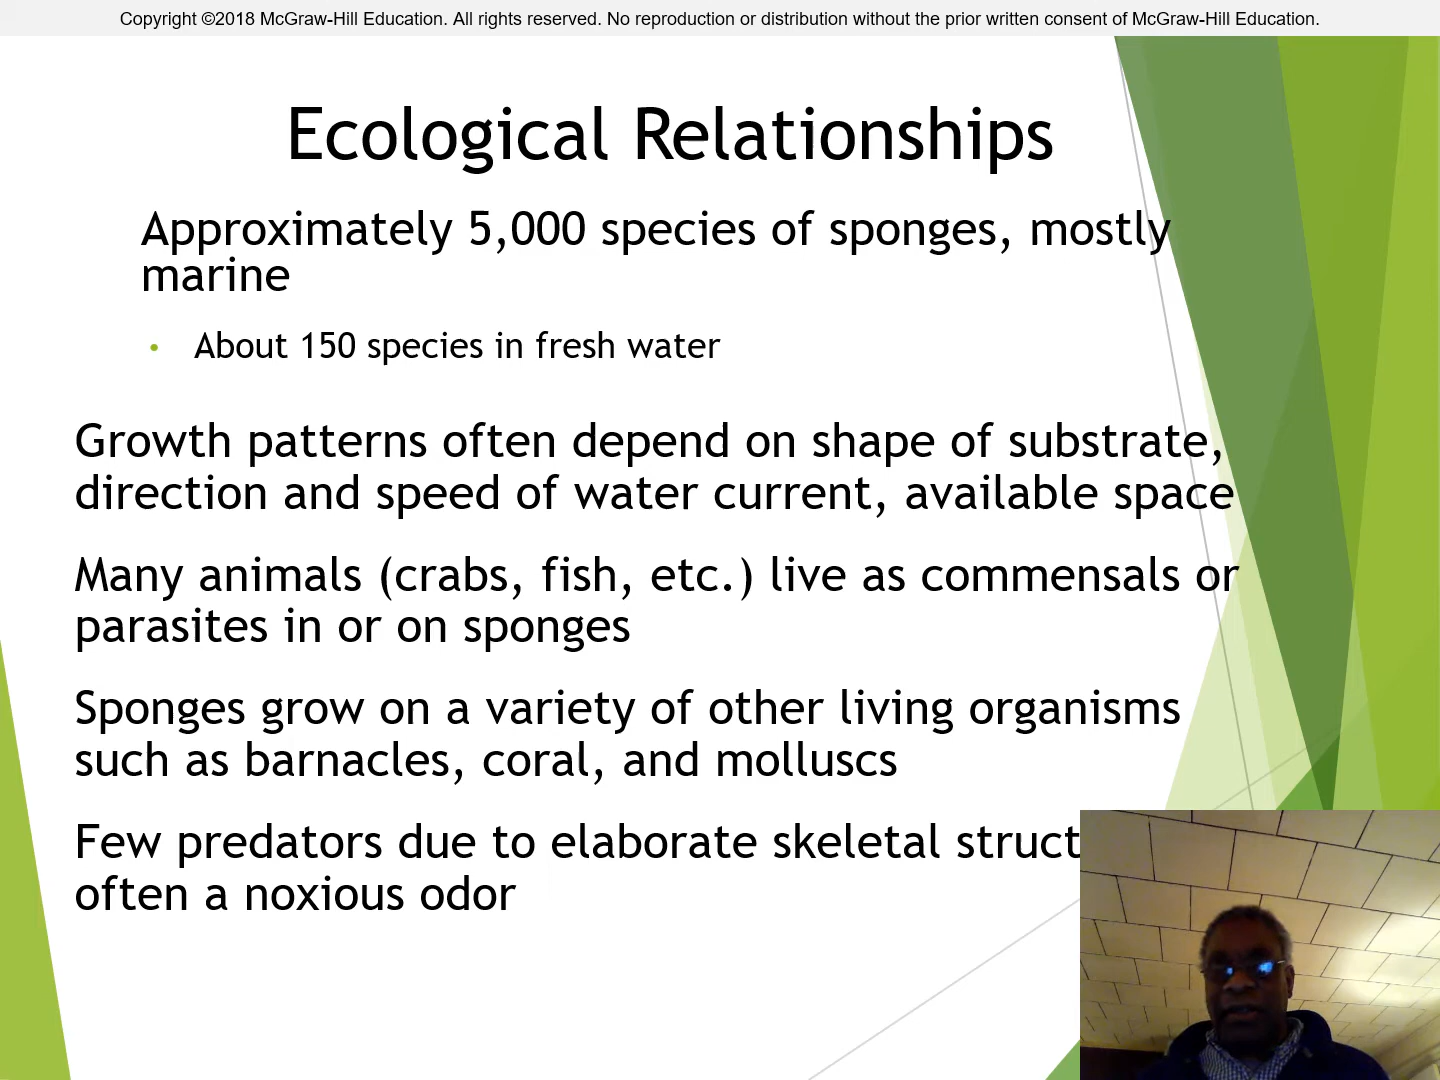 Copyright ©2018 McGraw-Hill Education. All rights reserved. No reproduction or distribution without the prior written consent of McGraw-Hill Education.
Ecological Relationships
Approximately 5,000 species of sponges, mostly
marine
• About 150 species in fresh water
Growth patterns often depend on shape of substrate,
direction and speed of water current, available space
Many animals (crabs, fish, etc.) live as commensals or
parasites in or on sponges
Sponges grow on a variety of other living organisms
such as barnacles, coral, and molluscs
Few predators due to elaborate skeletal
often a noxious odor